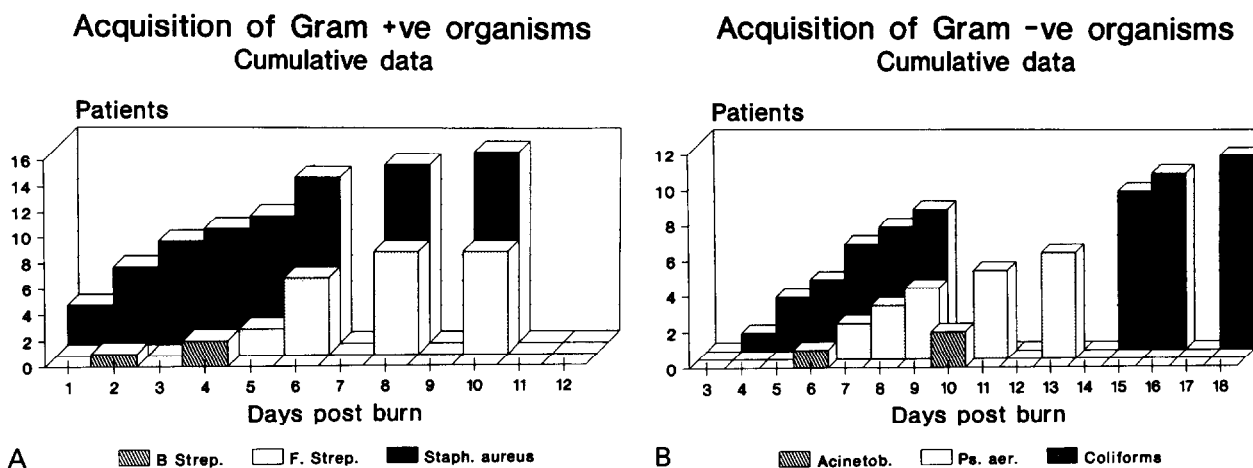 Acquisition of Gram +ve organisms
Cumulative data
Patients
16
14
12
10
8
6
4
2
0
1 2 3 4 5 6 7 8 9 10 11 12
Days post burn
A
B Strep. F. Strep. Staph. aureus
Acquisition of Gram -ve organisms
Cumulative data
Patients
12
10
8
6
4
2
0
3 4 5 6 7 8 9 10 11 12 13 14 15 16 17 18
Days post burn
B
Acinetob. Ps. aer. Coliforms